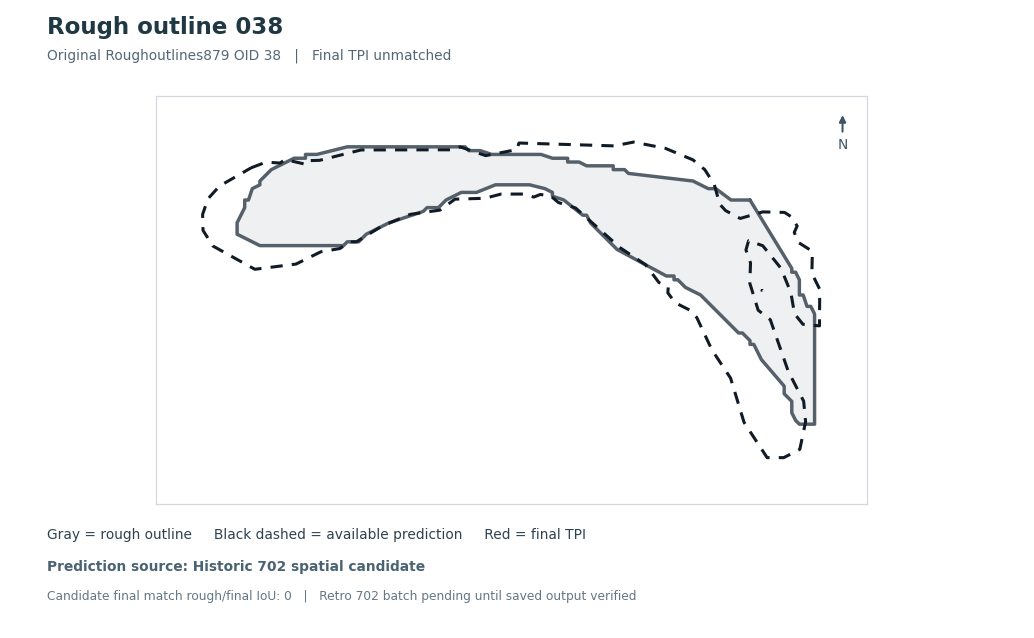 Rough outline 038
Original Roughoutlines879 OID 38   |   Final TPI unmatched
N
Gray = rough outline     Black dashed = available prediction     Red = final TPI
Prediction source: Historic 702 spatial candidate
Candidate final match rough/final IoU: 0   |   Retro 702 batch pending until saved output verified